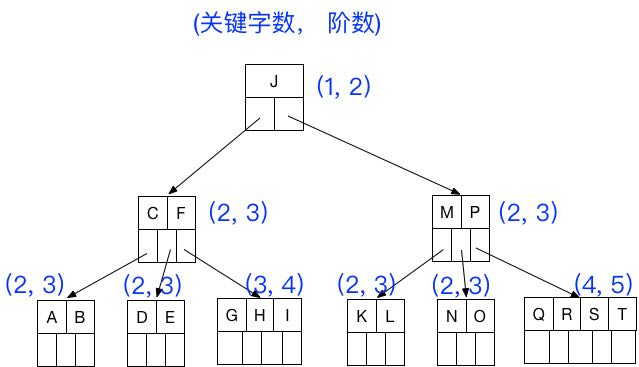 (关键字数， 阶数)
J (1, 2)
C F (2, 3) M P (2, 3)
(2, 3) (2, 3) (3, 4) (2, 3) (2, 3) (4, 5)
A B D E G H I K L N O Q R S T